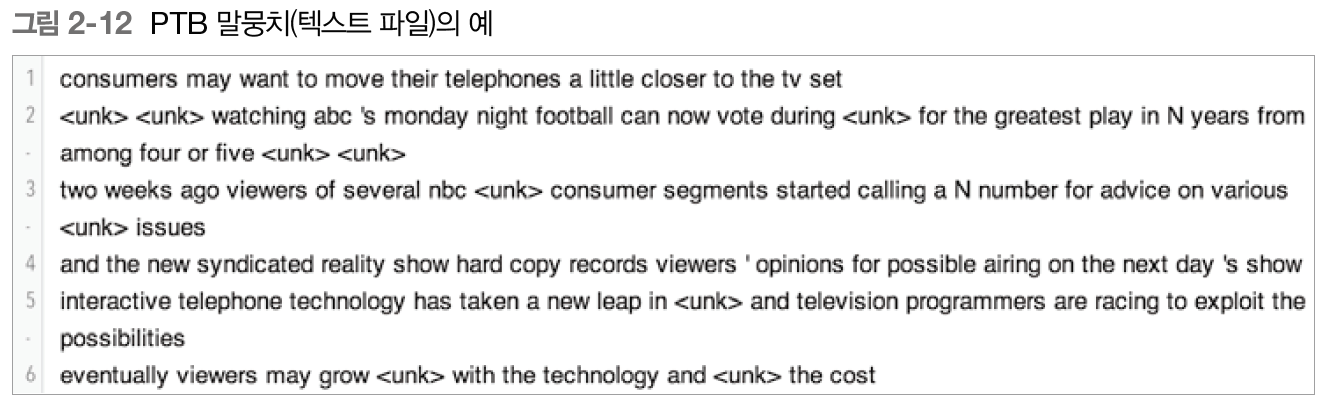 그림 2-12 PTB 말뭉치(텍스트 파일)의 예
1 consumers may want to move their telephones a little closer to the tv set
2 <unk> <unk> watching abc 's monday night football can now vote during <unk> for the greatest play in N years from
- among four or five <unk> <unk>
3 two weeks ago viewers of several nbc <unk> consumer segments started calling a N number for advice on various
- <unk> issues
4 and the new syndicated reality show hard copy records viewers ' opinions for possible airing on the next day 's show
5 interactive telephone technology has taken a new leap in <unk> and television programmers are racing to exploit the
- possibilities
6 eventually viewers may grow <unk> with the technology and <unk> the cost